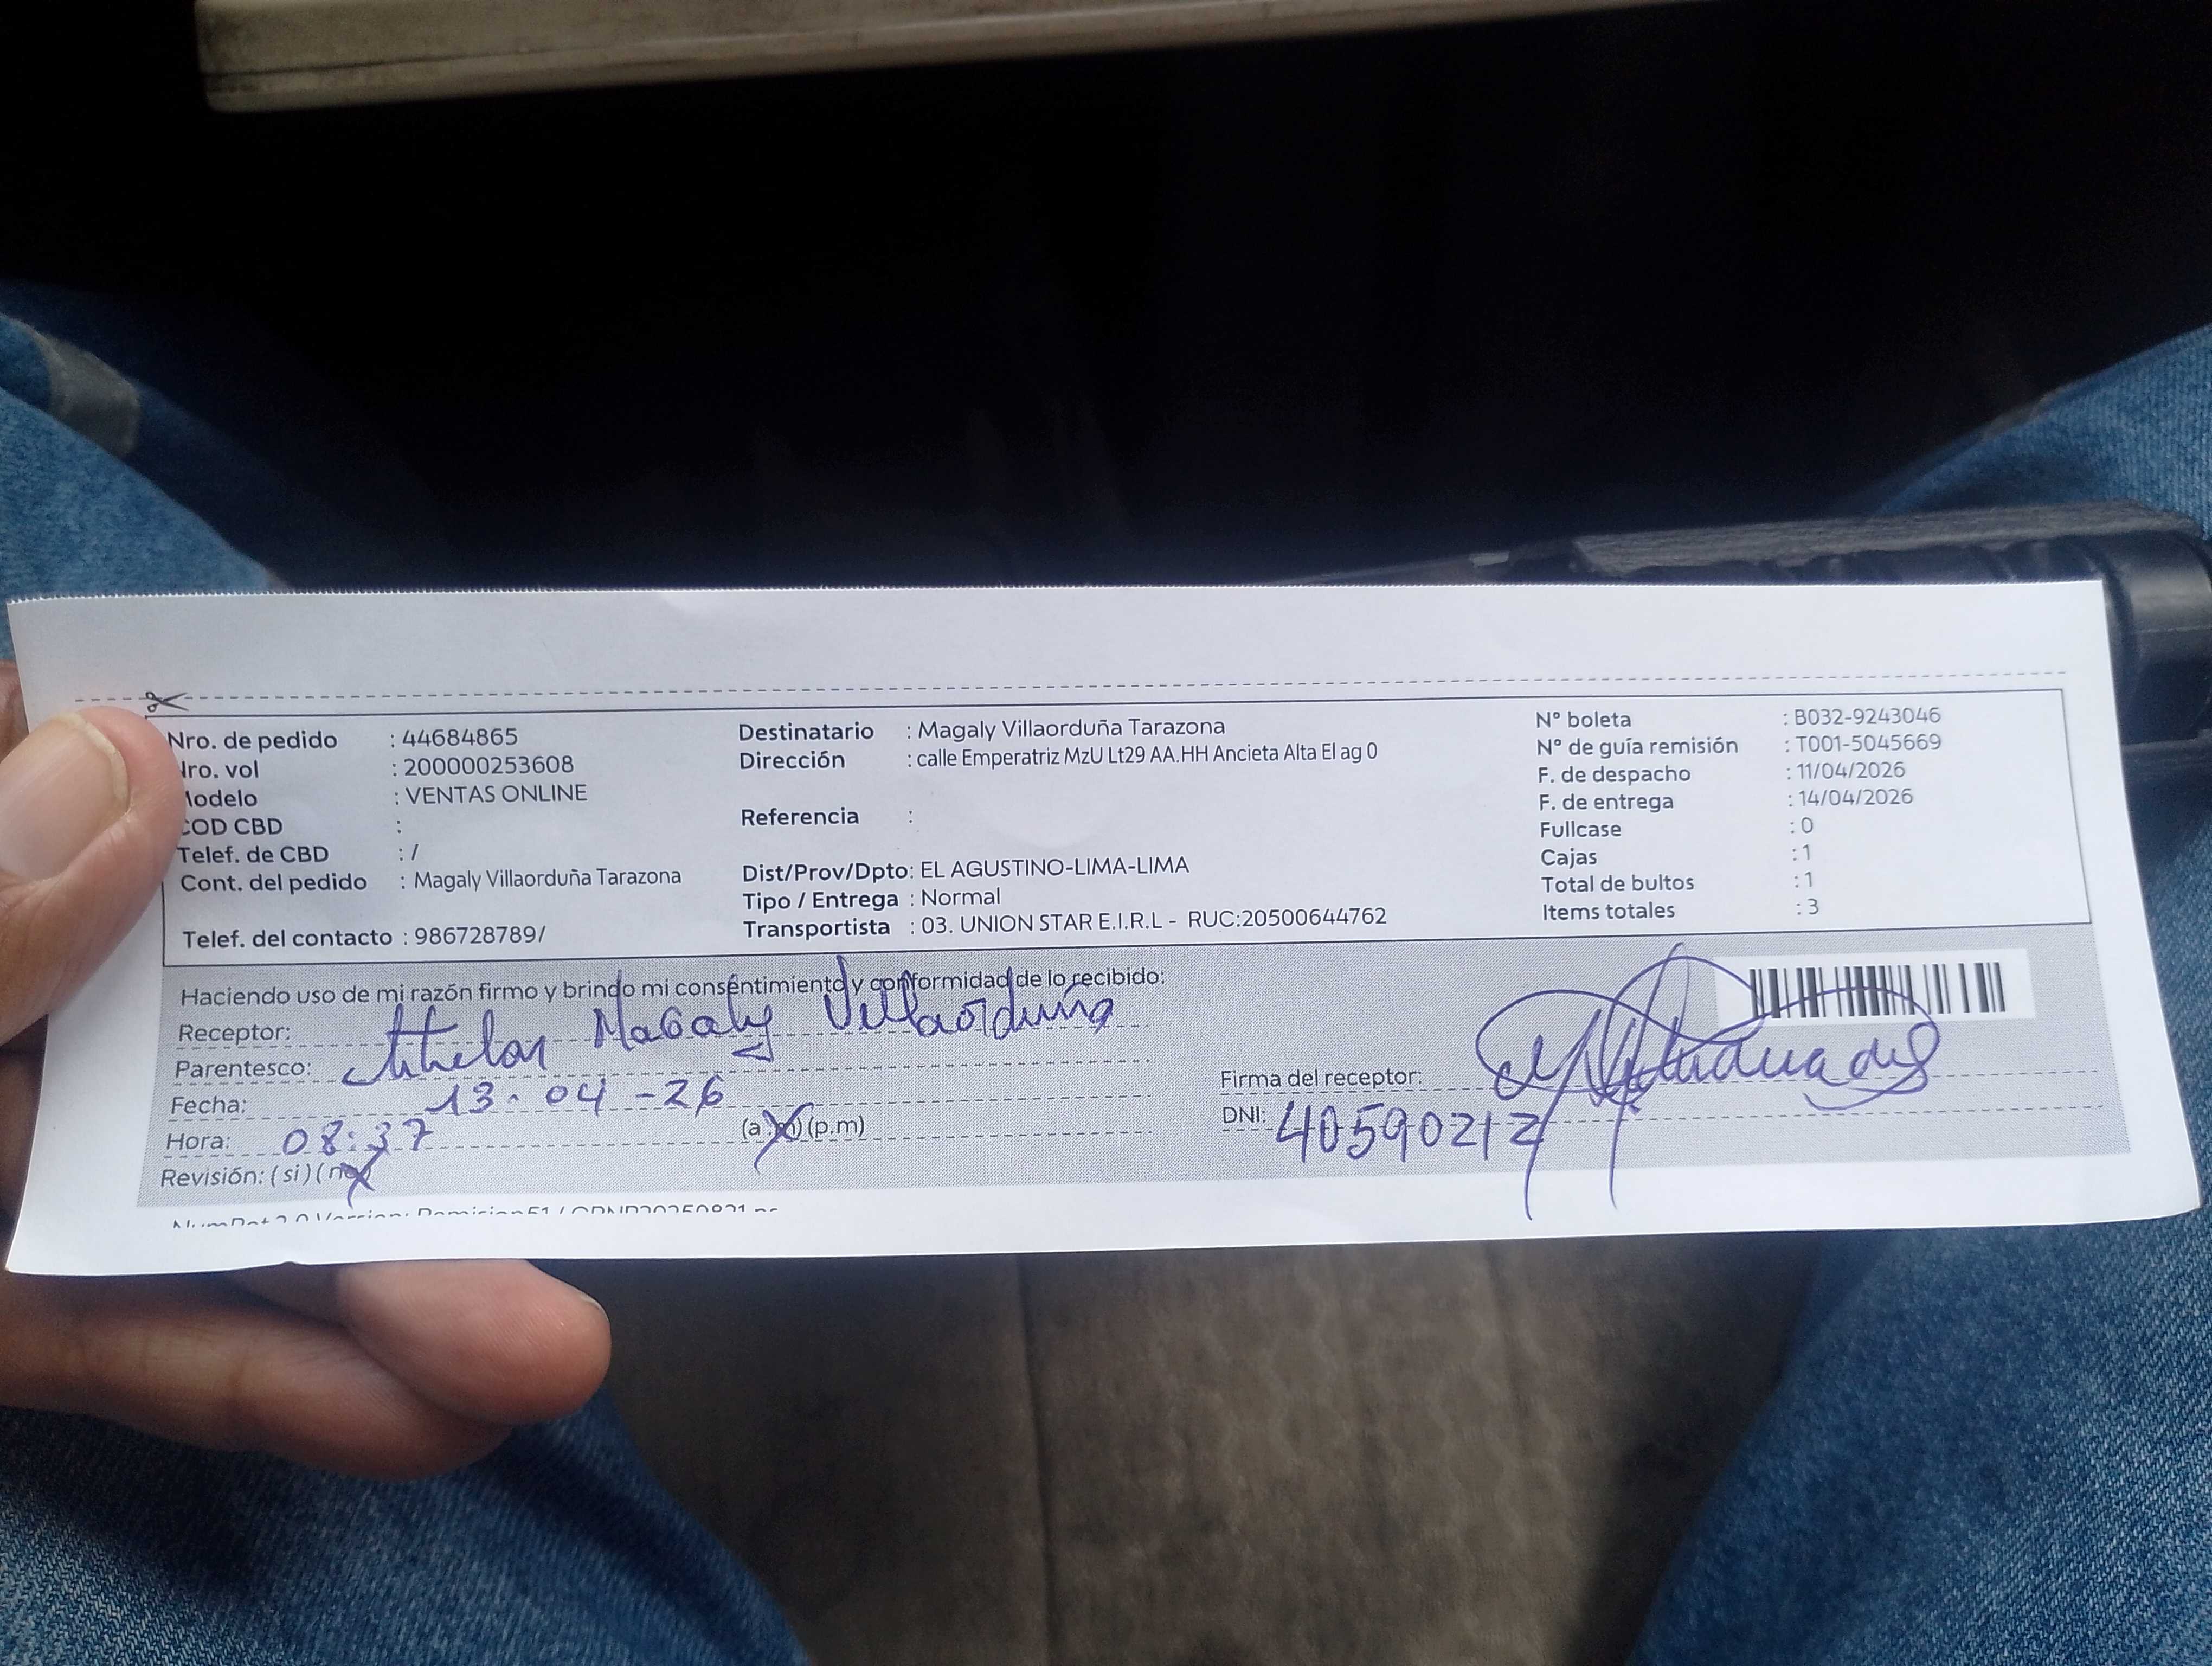 Nro. de pedido : 44684865
Nro. vol : 200000253608
Modelo : VENTAS ONLINE
COD CBD :
Telef. de CBD : /
Cont. del pedido : Magaly Villaorduña Tarazona
Telef. del contacto : 986728789/
Destinatario : Magaly Villaorduña Tarazona
Dirección : calle Emperatriz MzU Lt29 AA.HH Ancieta Alta El ag 0
Referencia :
Dist/Prov/Dpto: EL AGUSTINO-LIMA-LIMA
Tipo / Entrega : Normal
Transportista : 03. UNION STAR E.I.R.L - RUC:20500644762
N° boleta : B032-9243046
N° de guía remisión : T001-5045669
F. de despacho : 11/04/2026
F. de entrega : 14/04/2026
Fullcase : 0
Cajas : 1
Total de bultos : 1
Items totales : 3
Haciendo uso de mi razón firmo y brindo mi consentimiento y conformidad de lo recibido:
Receptor: titular Magaly Villaorduña
Parentesco:
Fecha: 13-04-26
Hora: 08:37 (a.m) (p.m)
Revisión: ( si ) ( no )
Firma del receptor:
DNI: 40590212